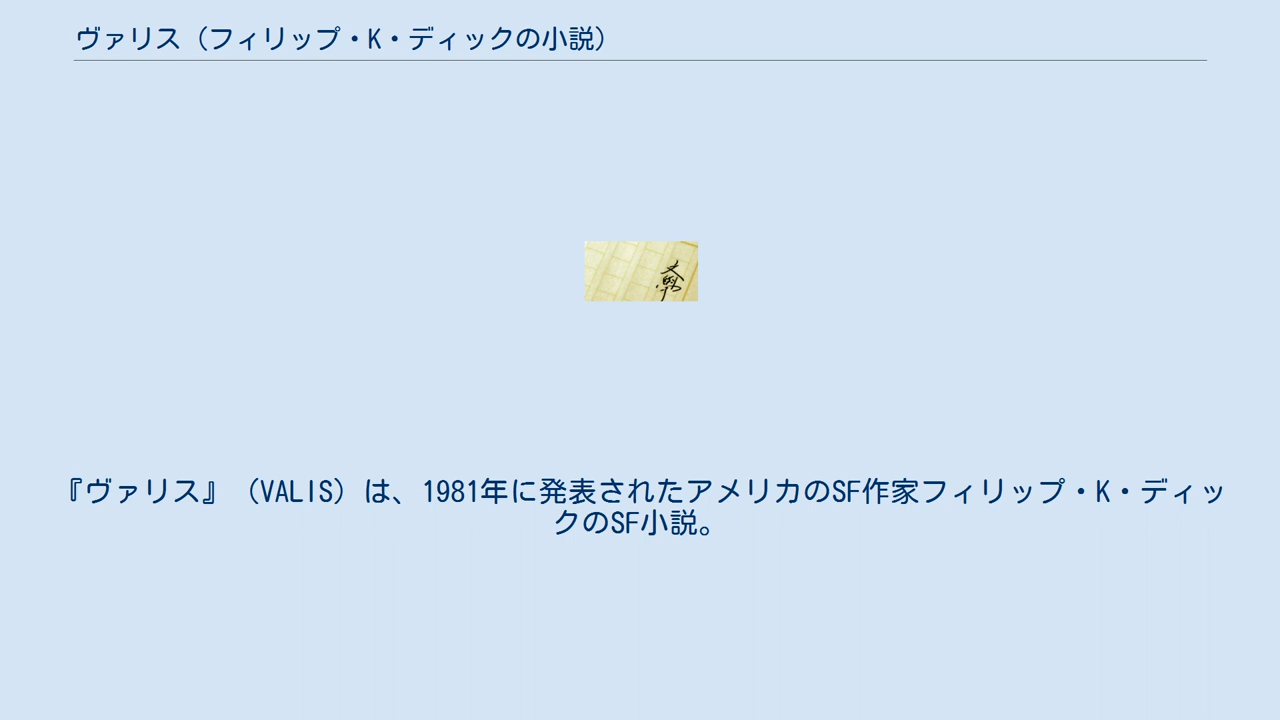 ヴァリス（フィリップ・K・ディックの小説）
『ヴァリス』（VALIS）は、1981年に発表されたアメリカのSF作家フィリップ・K・ディッ
クのSF小説。